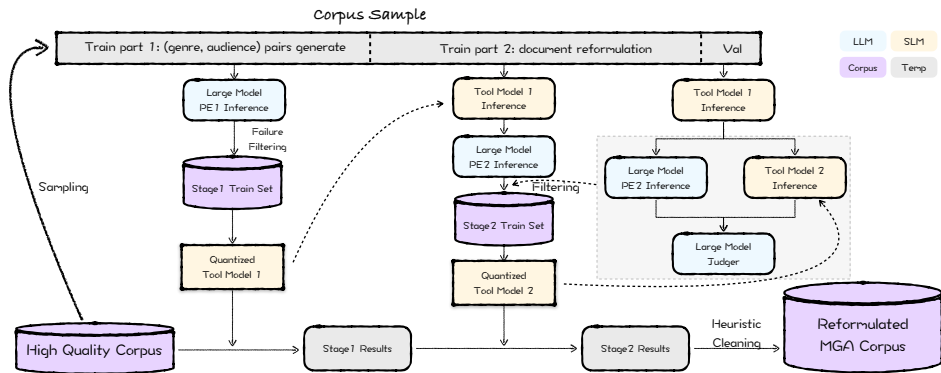 Corpus Sample
Train part 1: (genre, audience) pairs generate
Train part 2: document reformulation
Val
LLM
SLM
Corpus
Temp
Large Model
PE1 Inference
Tool Model 1
Inference
Tool Model 1
Inference
Failure
Filtering
Large Model
PE2 Inference
Large Model
PE2 Inference
Tool Model 2
Inference
Sampling
Stage1 Train Set
Filtering
Stage2 Train Set
Large Model
Judger
Quantized
Tool Model 1
Quantized
Tool Model 2
High Quality Corpus
Stage1 Results
Stage2 Results
Heuristic
Cleaning
Reformulated
MGA Corpus